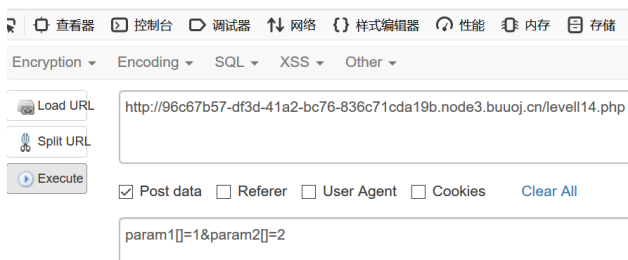 查看器 控制台 调试器 网络 样式编辑器 性能 内存 存储
Encryption Encoding SQL XSS Other
Load URL
http://96c67b57-df3d-41a2-bc76-836c71cda19b.node3.buuoj.cn/levell14.php
Split URL
Execute
Post data Referer User Agent Cookies Clear All
param1[]=1&param2[]=2